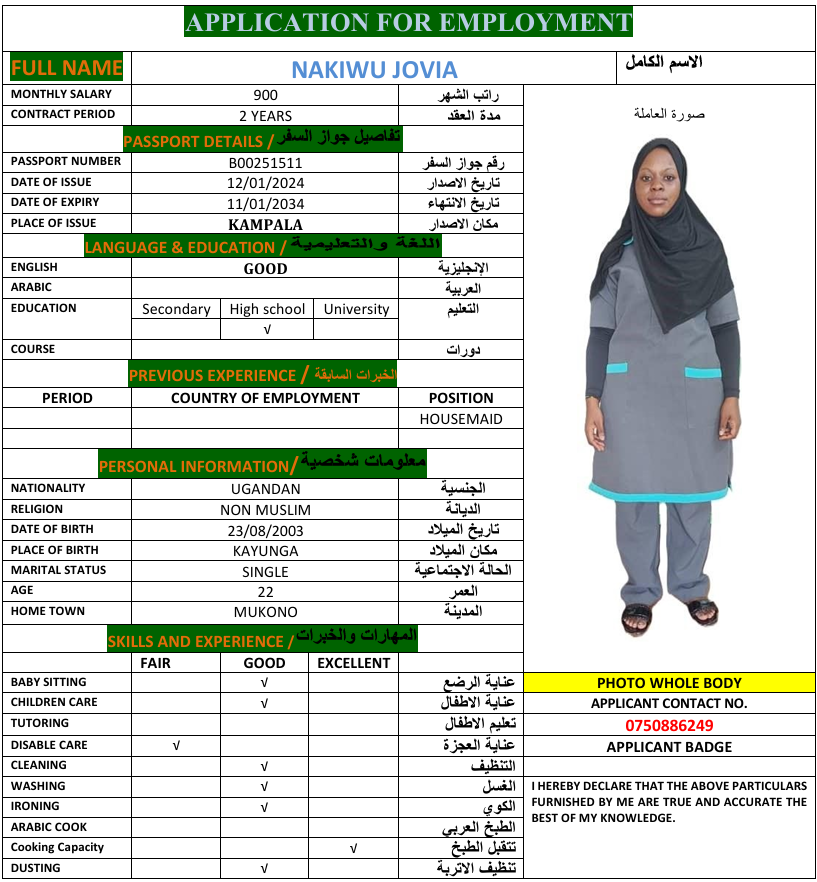 APPLICATION FOR EMPLOYMENT
FULL NAME NAKIWU JOVIA الاسم الكامل
MONTHLY SALARY 900 راتب الشهر
CONTRACT PERIOD 2 YEARS مدة العقد
صورة العاملة
PASSPORT DETAILS / تفاصيل جواز السفر
PASSPORT NUMBER B00251511 رقم جواز السفر
DATE OF ISSUE 12/01/2024 تاريخ الاصدار
DATE OF EXPIRY 11/01/2034 تاريخ الانتهاء
PLACE OF ISSUE KAMPALA مكان الاصدار
LANGUAGE & EDUCATION / اللغة والتعليمية
ENGLISH GOOD الإنجليزية
ARABIC العربية
EDUCATION Secondary High school University التعليم
√
COURSE دورات
PREVIOUS EXPERIENCE / الخبرات السابقة
PERIOD COUNTRY OF EMPLOYMENT POSITION
HOUSEMAID
PERSONAL INFORMATION/ معلومات شخصية
NATIONALITY UGANDAN الجنسية
RELIGION NON MUSLIM الديانة
DATE OF BIRTH 23/08/2003 تاريخ الميلاد
PLACE OF BIRTH KAYUNGA مكان الميلاد
MARITAL STATUS SINGLE الحالة الاجتماعية
AGE 22 العمر
HOME TOWN MUKONO المدينة
SKILLS AND EXPERIENCE / المهارات والخبرات
FAIR GOOD EXCELLENT
BABY SITTING √ عناية الرضع
CHILDREN CARE √ عناية الاطفال
TUTORING تعليم الاطفال
DISABLE CARE √ عناية العجزة
CLEANING √ التنظيف
WASHING √ الغسل
IRONING √ الكوي
ARABIC COOK الطبخ العربي
Cooking Capacity √ تتقبل الطبخ
DUSTING √ تنظيف الاتربة
PHOTO WHOLE BODY
APPLICANT CONTACT NO.
0750886249
APPLICANT BADGE
I HEREBY DECLARE THAT THE ABOVE PARTICULARS
FURNISHED BY ME ARE TRUE AND ACCURATE THE
BEST OF MY KNOWLEDGE.